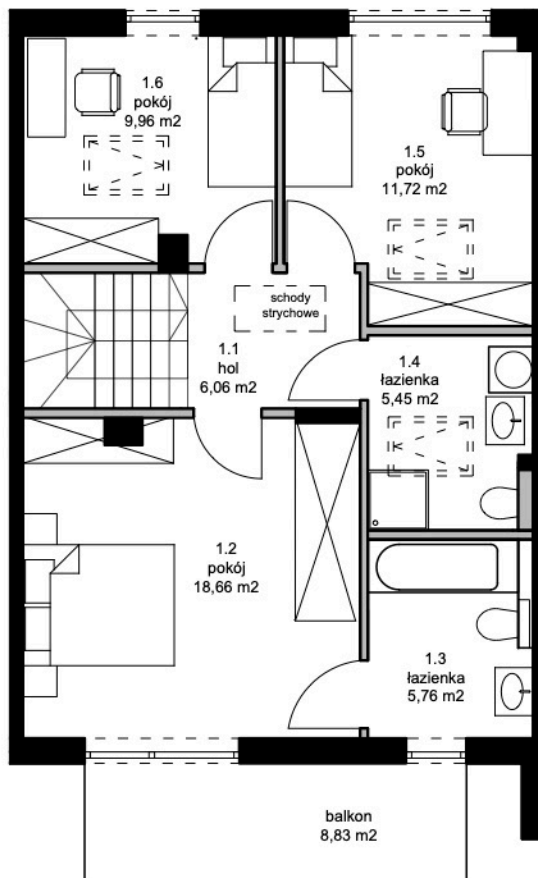 1.6
pokój
9,96 m2
1.5
pokój
11,72 m2
schody
strychowe
1.1
hol
6,06 m2
1.4
łazienka
5,45 m2
1.2
pokój
18,66 m2
1.3
łazienka
5,76 m2
balkon
8,83 m2